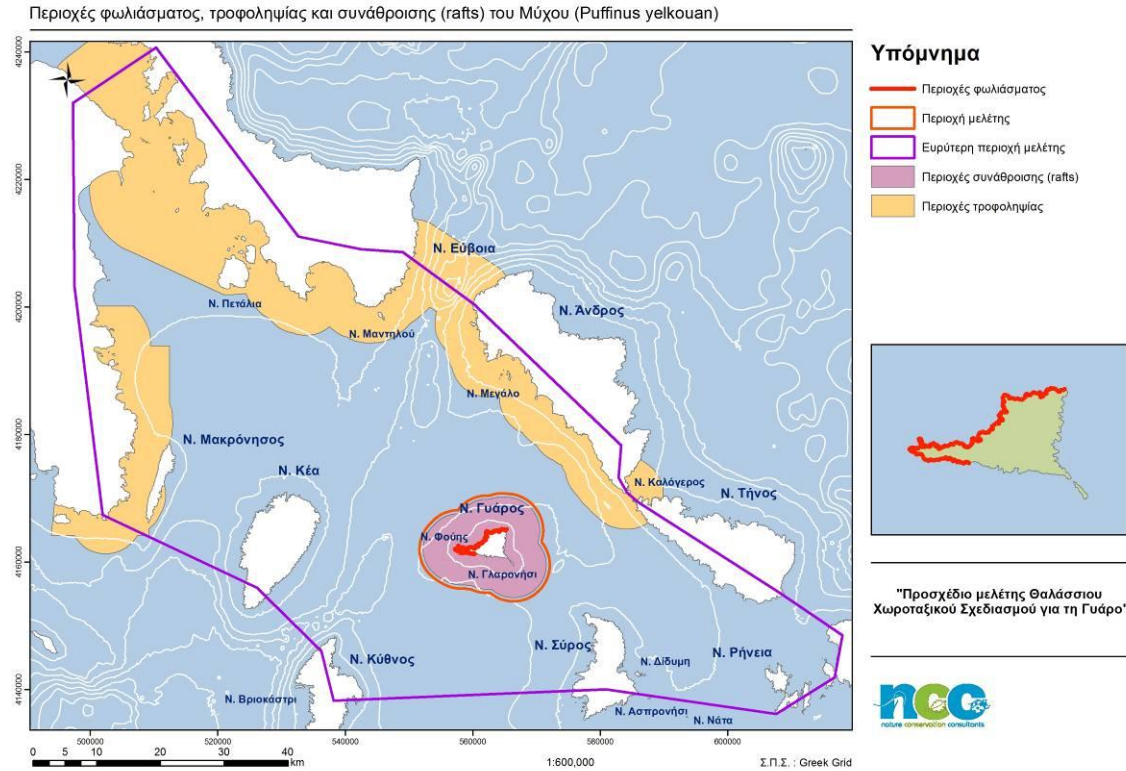 Περιοχές φωλιάσματος, τροφοληψίας και συνάθροισης (rafts) του Μύχου (Puffinus yelkouan)
Υπόμνημα
Περιοχές φωλιάσματος
Περιοχή μελέτης
Ευρύτερη περιοχή μελέτης
Περιοχές συνάθροισης (rafts)
Περιοχές τροφοληψίας
4240000
4220000
4200000
4180000
4160000
4140000
Ν. Εύβοια
Ν. Πετάλια
Ν. Άνδρος
Ν. Μαντηλού
Ν. Μεγάλο
Ν. Μακρόνησος
Ν. Κέα
Ν. Καλόγερος
Ν. Τήνος
Ν. Γυάρος
Ν. Φούης
Ν. Γλαρονήσι
Ν. Σύρος
Ν. Ρήνεια
Ν. Κύθνος
Ν. Δίδυμη
Ν. Βριοκάστρι
Ν. Ασπρονήσι
Ν. Νάτα
500000 520000 540000 560000 580000 600000
0 5 10 20 30 40 km
1:600,000
Σ.Π.Σ. : Greek Grid
"Προσχέδιο μελέτης Θαλάσσιου
Χωροταξικού Σχεδιασμού για τη Γυάρο"
ncc
nature conservation consultants